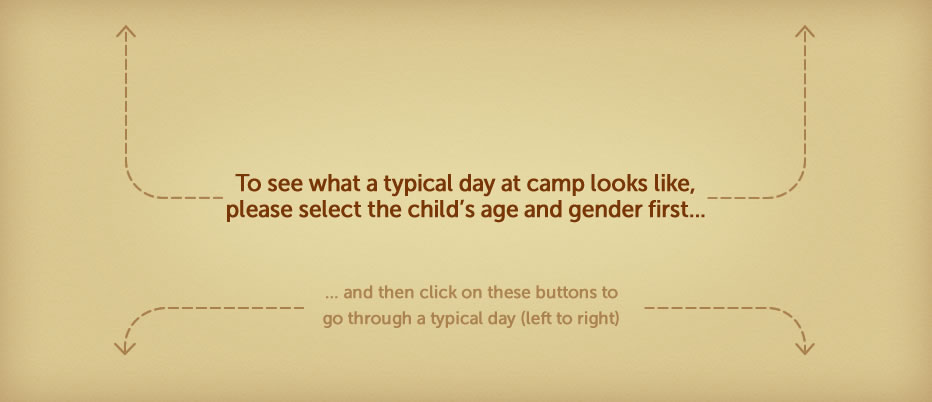 To see what a typical day at camp looks like,
please select the child's age and gender first...
... and then click on these buttons to
go through a typical day (left to right)